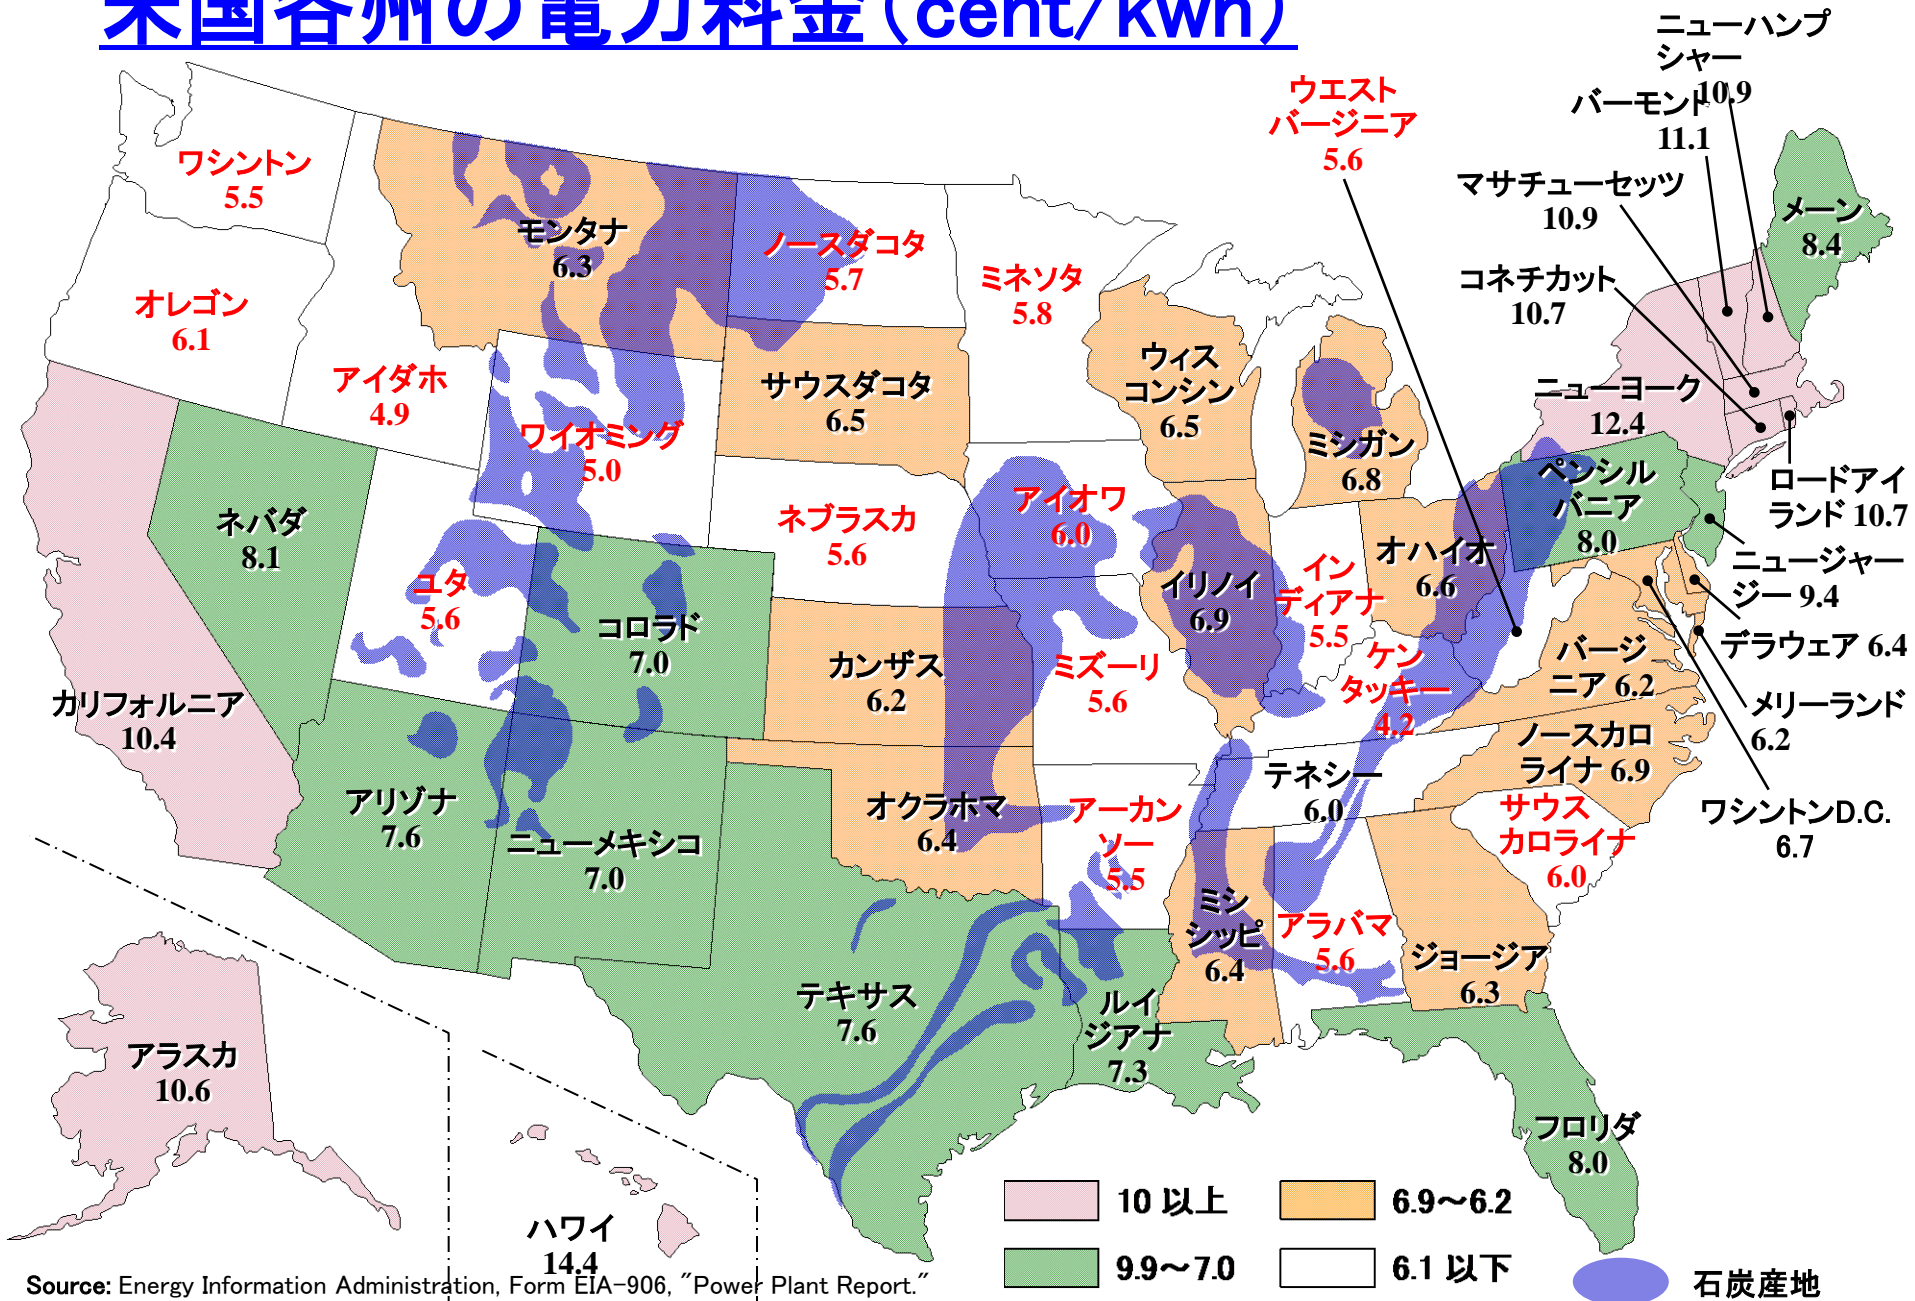 米国各州の電力料金（cent/kWh）
ニューハンプ
シャー
10.9
バーモント
11.1
ウエスト
バージニア
5.6
マサチューセッツ
10.9
コネチカット
10.7
メーン
8.4
ワシントン
5.5
モンタナ
6.3
ノースダコタ
5.7
ミネソタ
5.8
オレゴン
6.1
アイダホ
4.9
ワイオミング
5.0
サウスダコタ
6.5
ウィス
コンシン
6.5
ミシガン
6.8
ニューヨーク
12.4
ロードアイ
ランド 10.7
ペンシル
バニア
8.0
ニュージャー
ジー 9.4
デラウェア 6.4
メリーランド
6.2
ワシントンD.C.
6.7
ネバダ
8.1
ユタ
5.6
コロラド
7.0
ネブラスカ
5.6
アイオワ
6.0
イリノイ
6.9
イン
ディアナ
5.5
オハイオ
6.6
カリフォルニア
10.4
カンザス
6.2
ミズーリ
5.6
ケン
タッキー
4.2
バージ
ニア 6.2
ノースカロ
ライナ 6.9
アリゾナ
7.6
ニューメキシコ
7.0
オクラホマ
6.4
アーカン
ソー
5.5
テネシー
6.0
サウス
カロライナ
6.0
ミシ
シッピ
6.4
アラバマ
5.6
ジョージア
6.3
テキサス
7.6
ルイ
ジアナ
7.3
フロリダ
8.0
アラスカ
10.6
ハワイ
14.4
10 以上
6.9～6.2
9.9～7.0
6.1 以下
石炭産地
Source: Energy Information Administration, Form EIA-906, "Power Plant Report."